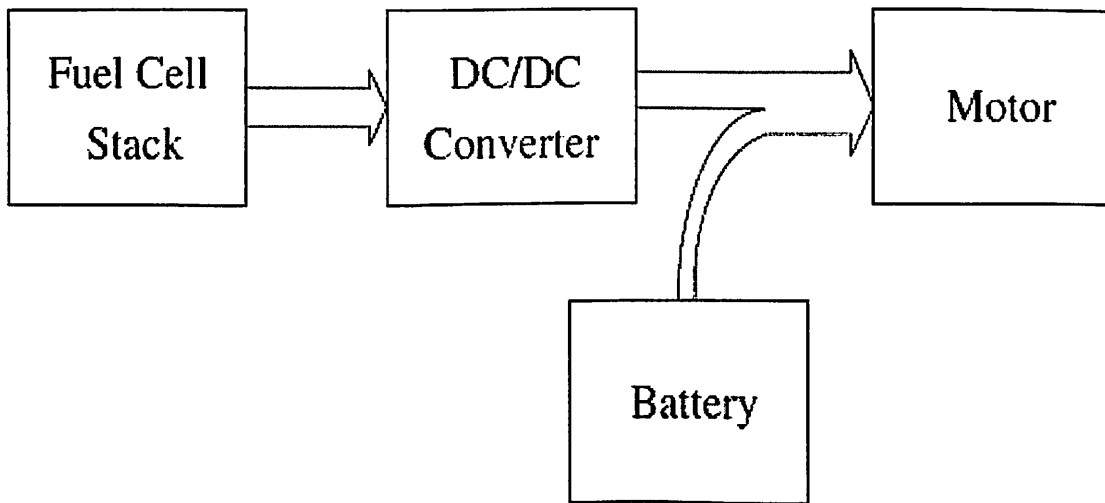 Fuel Cell
Stack
DC/DC
Converter
Motor
Battery